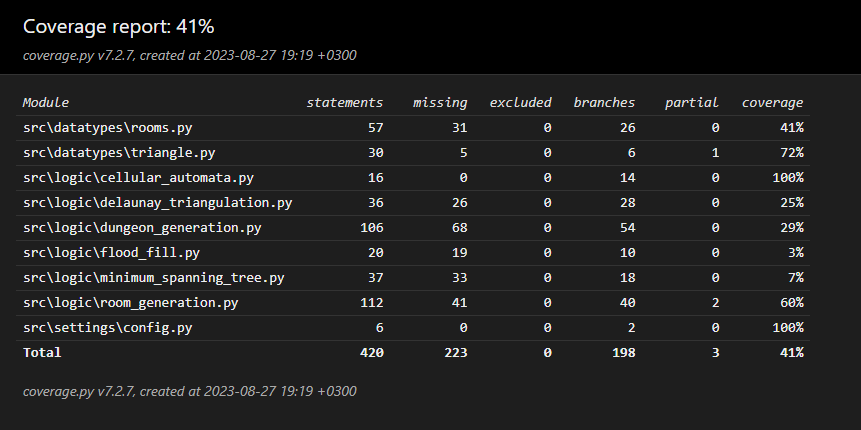 Coverage report: 41%
coverage.py v7.2.7, created at 2023-08-27 19:19 +0300
Module statements missing excluded branches partial coverage
src\datatypes\rooms.py 57 31 0 26 0 41%
src\datatypes\triangle.py 30 5 0 6 1 72%
src\logic\cellular_automata.py 16 0 0 14 0 100%
src\logic\delaunay_triangulation.py 36 26 0 28 0 25%
src\logic\dungeon_generation.py 106 68 0 54 0 29%
src\logic\flood_fill.py 20 19 0 10 0 3%
src\logic\minimum_spanning_tree.py 37 33 0 18 0 7%
src\logic\room_generation.py 112 41 0 40 2 60%
src\settings\config.py 6 0 0 2 0 100%
Total 420 223 0 198 3 41%
coverage.py v7.2.7, created at 2023-08-27 19:19 +0300